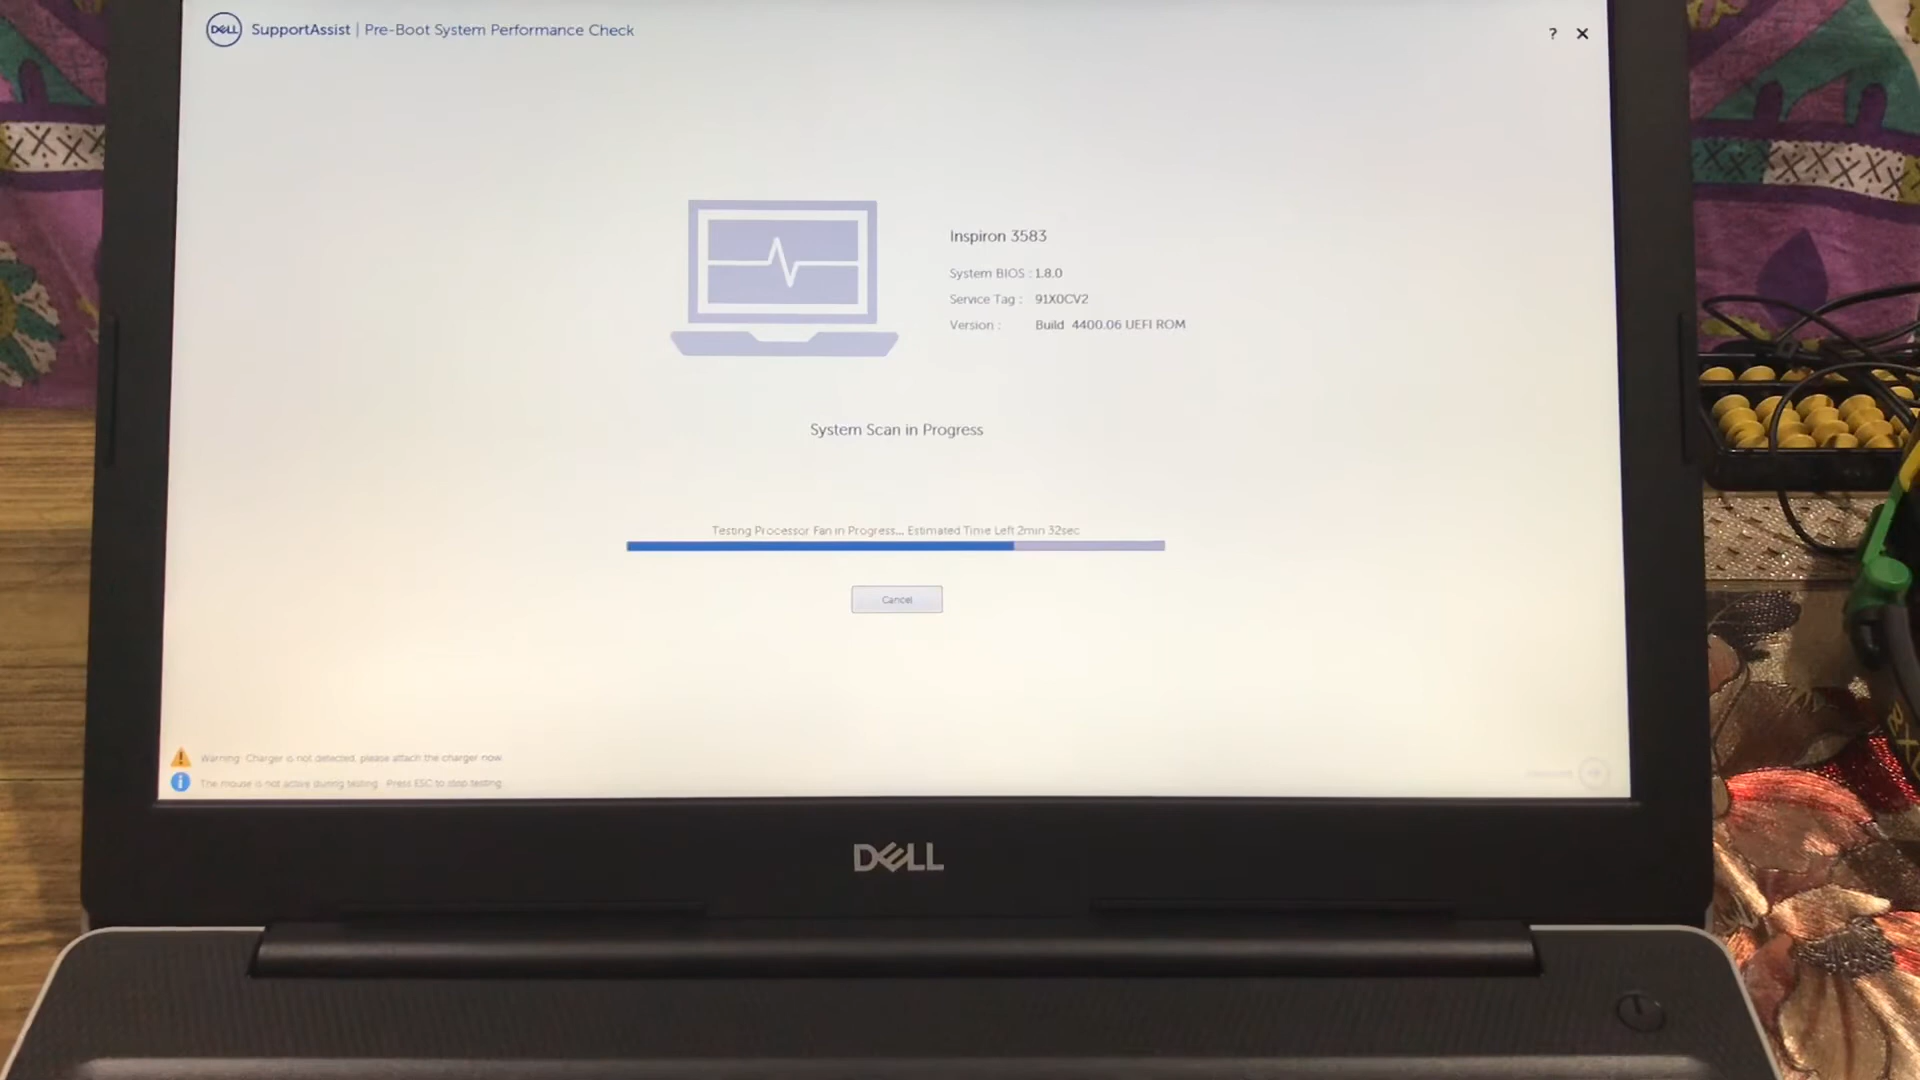 DELL SupportAssist | Pre-Boot System Performance Check
? ✕
Inspiron 3583
System BIOS : 1.8.0
Service Tag : 91X0CV2
Version : Build 4400.06 UEFI ROM
System Scan in Progress
Testing Processor Fan in Progress... Estimated Time Left 2min 32sec
Cancel
Warning: Charger is not detected, please attach the charger now.
The mouse is not active during testing. Press ESC to stop testing.
DELL